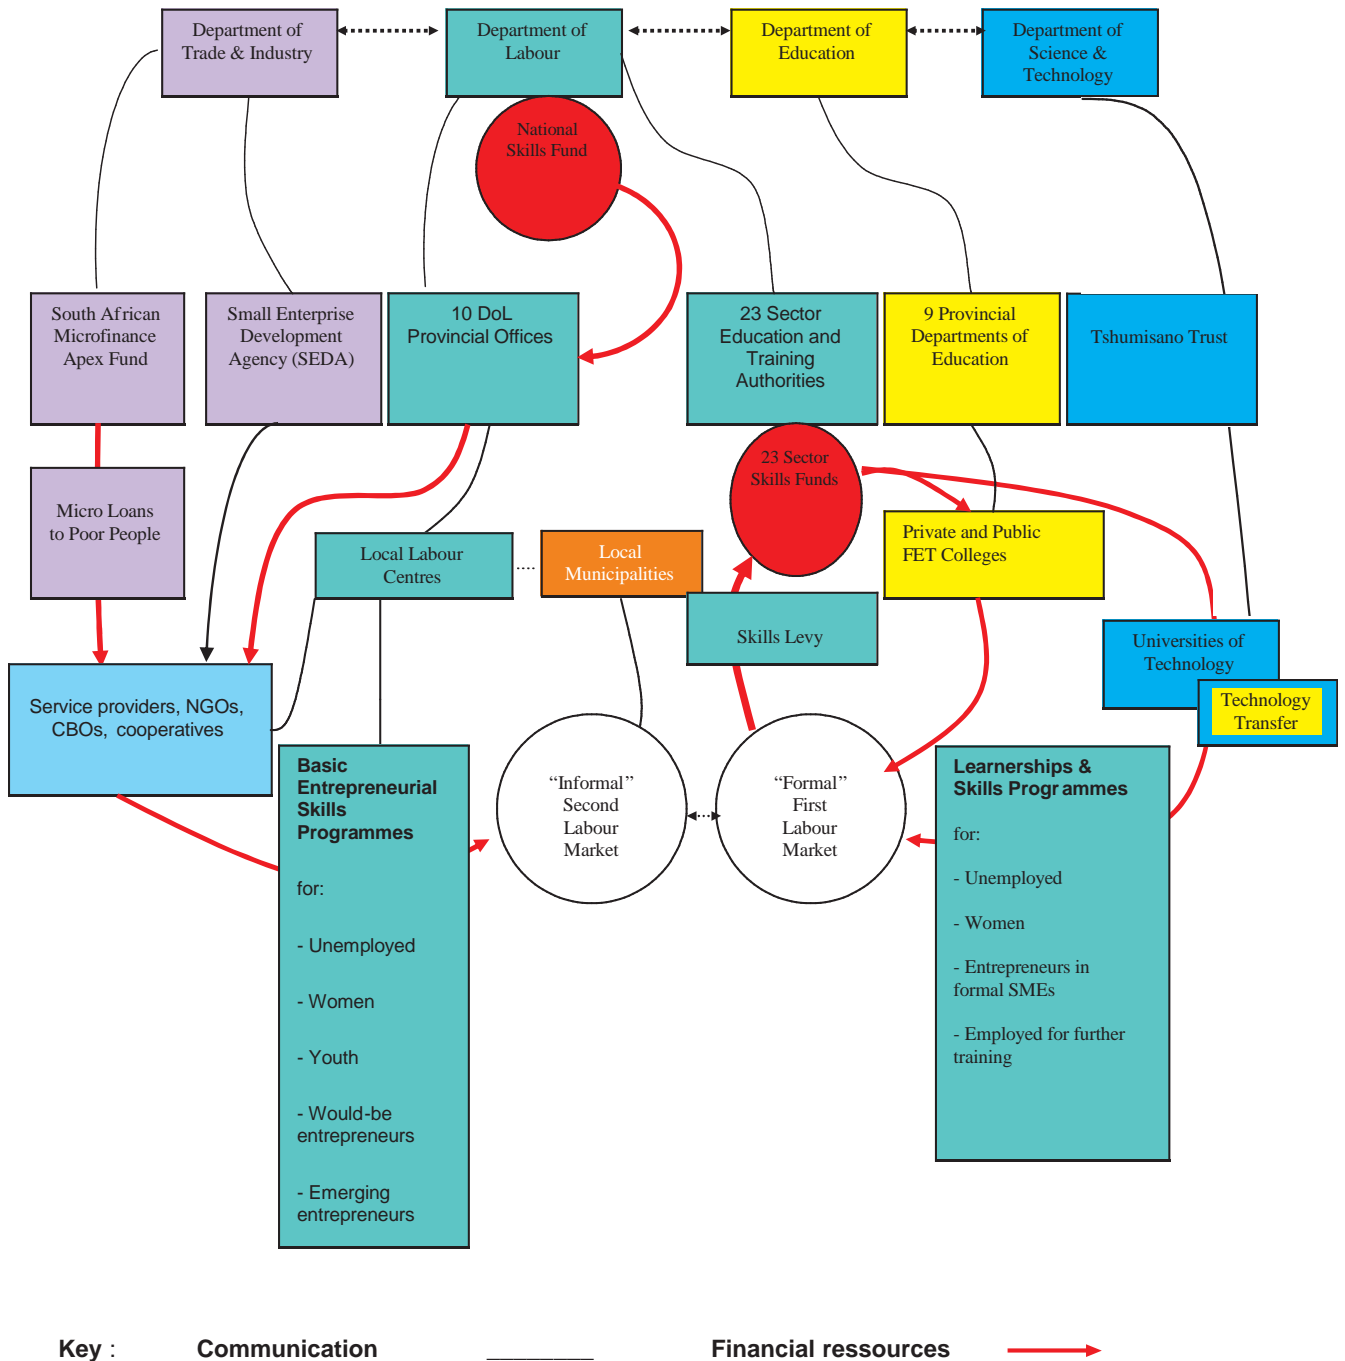 Department of
Trade & Industry
Department of
Labour
Department of
Education
Department of
Science &
Technology
National
Skills Fund
South African
Microfinance
Apex Fund
Small Enterprise
Development
Agency (SEDA)
10 DoL
Provincial Offices
23 Sector
Education and
Training
Authorities
9 Provincial
Departments of
Education
Tshumisano Trust
Micro Loans
to Poor People
23 Sector
Skills Funds
Private and Public
FET Colleges
Local Labour
Centres
Local
Municipalities
Skills Levy
Universities of
Technology
Technology
Transfer
Service providers, NGOs,
CBOs, cooperatives
Basic
Entrepreneurial
Skills
Programmes
for:
- Unemployed
- Women
- Youth
- Would-be
entrepreneurs
- Emerging
entrepreneurs
“Informal”
Second
Labour
Market
“Formal”
First
Labour
Market
Learnerships &
Skills Programmes
for:
- Unemployed
- Women
- Entrepreneurs in
formal SMEs
- Employed for further
training
Key : Communication ________ Financial ressources